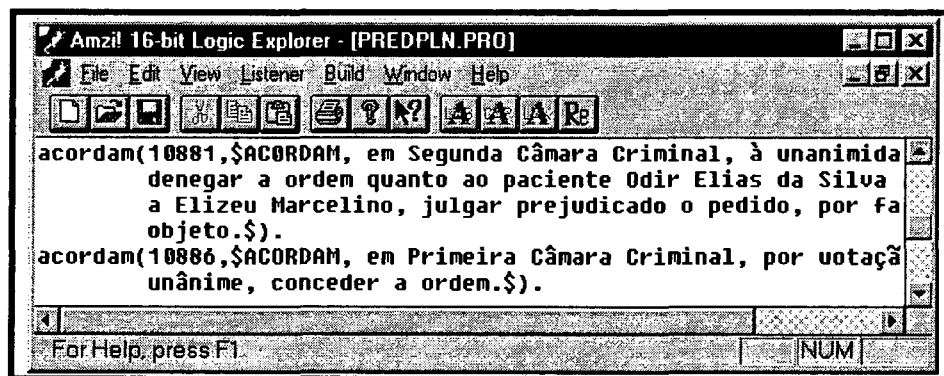 Amzi! 16-bit Logic Explorer - [PREDPLN.PRO]
File Edit View Listener Build Window Help
acordam(10881,$ACORDAM, em Segunda Câmara Criminal, à unanimida
denegar a ordem quanto ao paciente Odir Elias da Silva
a Elizeu Marcelino, julgar prejudicado o pedido, por fa
objeto.$).
acordam(10886,$ACORDAM, em Primeira Câmara Criminal, por votaçã
unânime, conceder a ordem.$).
For Help, press F1 NUM